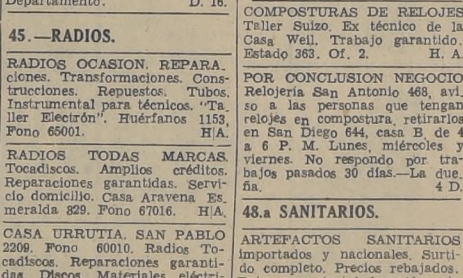 Departamento. D. 16.
45.—RADIOS.
RADIOS OCASION. REPARA.
ciones. Transformaciones. Cons-
trucciones. Repuestos. Tubos.
Instrumental para técnicos. "Ta-
ller Electrón". Huérfanos 1153,
Fono 65001. H|A.
RADIOS TODAS MARCAS.
Tocadiscos. Amplios créditos.
Reparaciones garantidas. Servi-
cio domicilio. Casa Aravena Es.
meralda 829. Fono 67016. H|A.
CASA URRUTIA. SAN PABLO
2209. Fono 60010. Radios To-
cadiscos. Reparaciones garanti-
das. Discos. Materiales eléctri-
COMPOSTURAS DE RELOJES
Taller Suizo. Ex técnico de la
Casa Weil. Trabajo garantido.
Estado 363. Of. 2. H. A.
POR CONCLUSION NEGOCIO
Relojería San Antonio 468, avi.
so a las personas que tengan
relojes en compostura, retirarlos
en San Diego 644, casa B, de 4
a 6 P. M. Lunes, miércoles y
viernes. No respondo por tra-
bajos pasados 30 días.—La due.
ña. 4 D.
48.a SANITARIOS.
ARTEFACTOS SANITARIOS
importados y nacionales. Surti-
do completo. Precios rebajados.